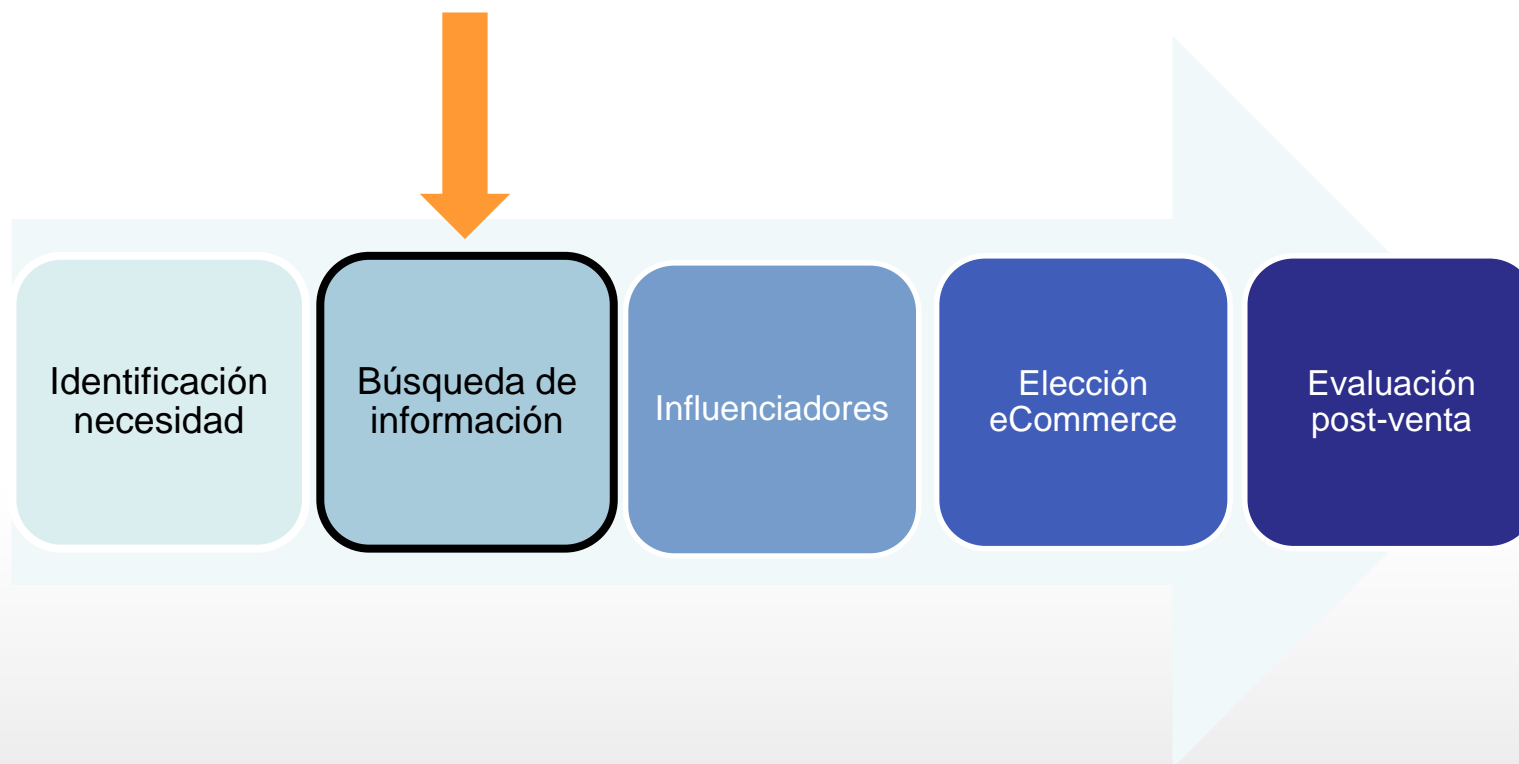 Identificación
necesidad
Búsqueda de
información
Influenciadores
Elección
eCommerce
Evaluación
post-venta